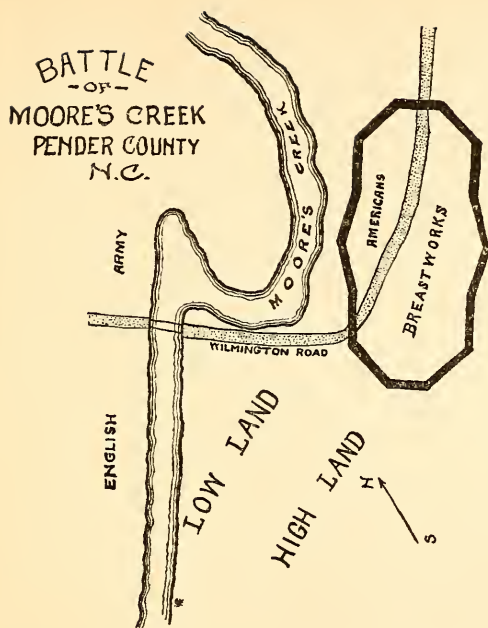 BATTLE
-OF-
MOORE'S CREEK
PENDER COUNTY
N.C.
MOORE'S CREEK
AMERICANS
BREASTWORKS
ARMY
ENGLISH
WILMINGTON ROAD
LOW LAND
HIGH LAND
N
S